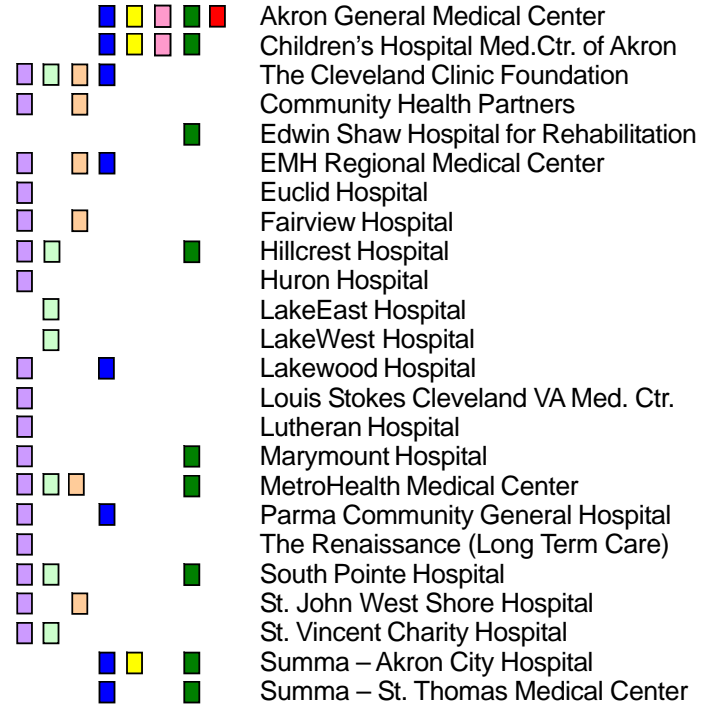 Akron General Medical Center
Children's Hospital Med.Ctr. of Akron
The Cleveland Clinic Foundation
Community Health Partners
Edwin Shaw Hospital for Rehabilitation
EMH Regional Medical Center
Euclid Hospital
Fairview Hospital
Hillcrest Hospital
Huron Hospital
LakeEast Hospital
LakeWest Hospital
Lakewood Hospital
Louis Stokes Cleveland VA Med. Ctr.
Lutheran Hospital
Marymount Hospital
MetroHealth Medical Center
Parma Community General Hospital
The Renaissance (Long Term Care)
South Pointe Hospital
St. John West Shore Hospital
St. Vincent Charity Hospital
Summa – Akron City Hospital
Summa – St. Thomas Medical Center